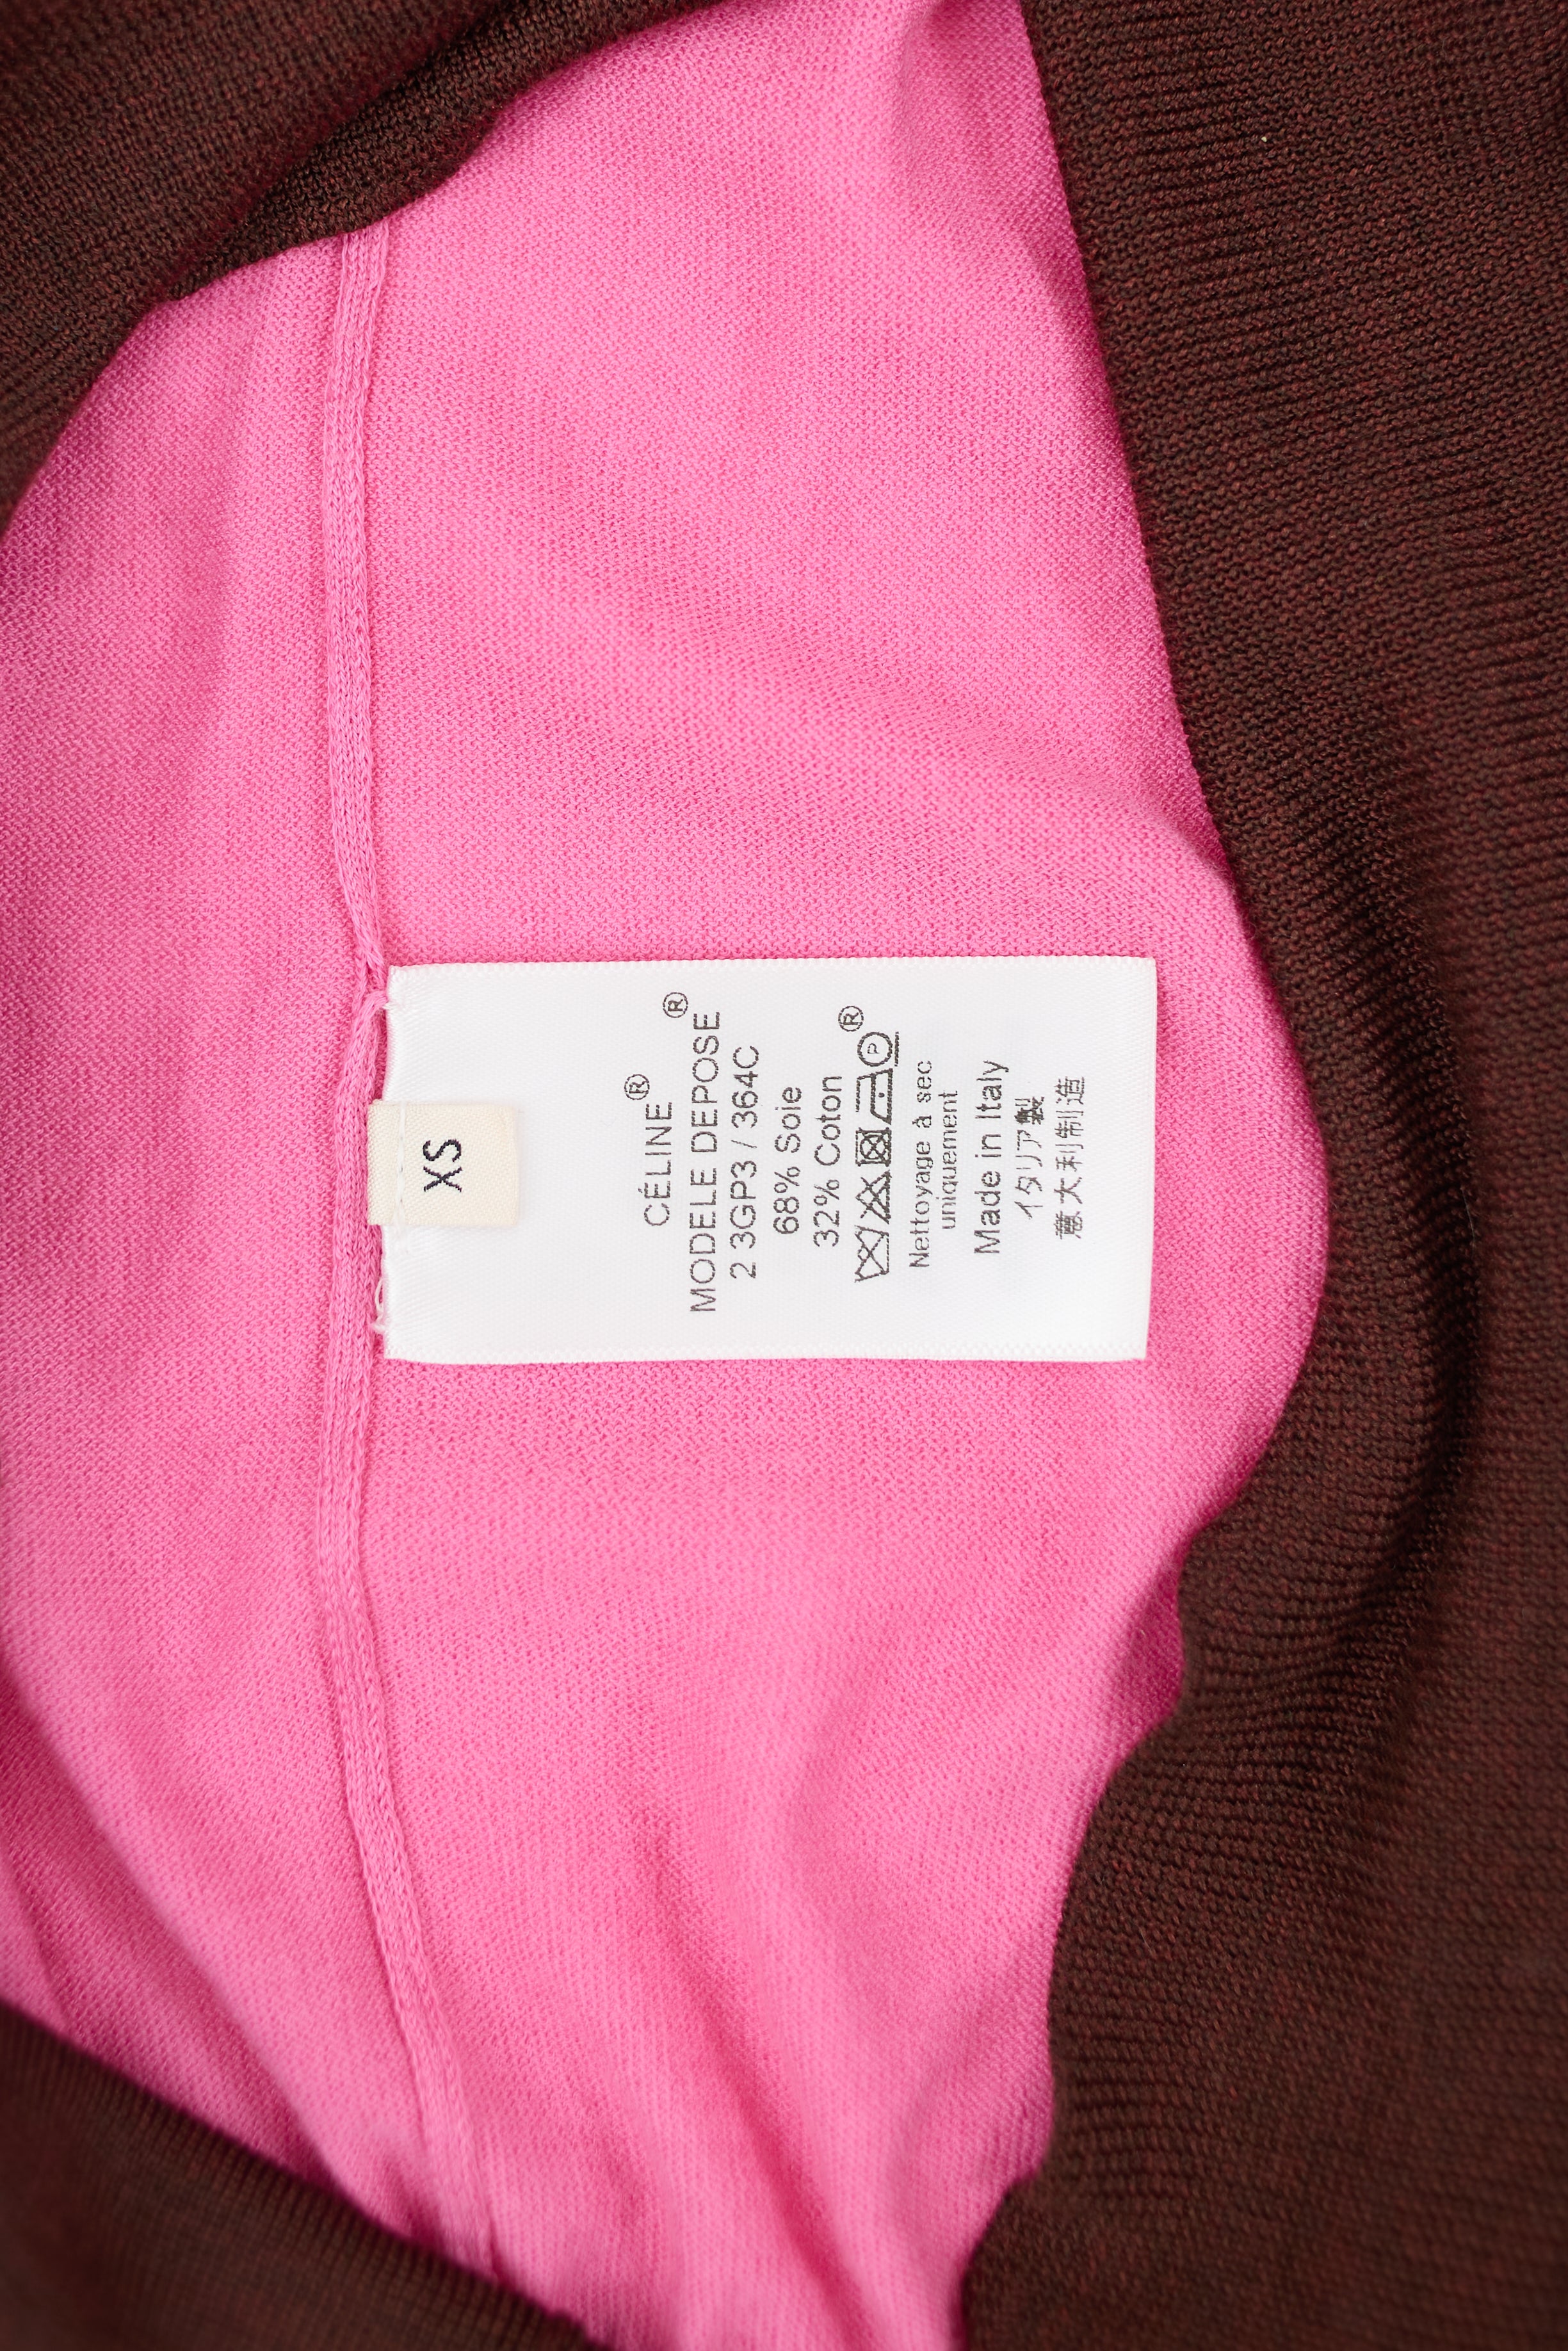 XS
CÉLINE®
MODELE DEPOSE®
2 3GP3 / 364C
68% Soie
32% Coton
P ®
Nettoyage à sec
uniquement
Made in Italy
イタリア製
意大利制造